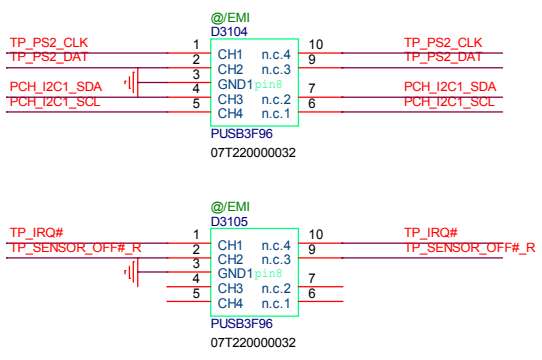 @/EMI
D3104
TP_PS2_CLK 1 CH1 n.c.4 10 TP_PS2_CLK
TP_PS2_DAT 2 CH2 n.c.3 9 TP_PS2_DAT
3 GND1 pin8
PCH_I2C1_SDA 4 CH3 n.c.2 7 PCH_I2C1_SDA
PCH_I2C1_SCL 5 CH4 n.c.1 6 PCH_I2C1_SCL
PUSB3F96
07T220000032
@/EMI
D3105
TP_IRQ# 1 CH1 n.c.4 10 TP_IRQ#
TP_SENSOR_OFF#_R 2 CH2 n.c.3 9 TP_SENSOR_OFF#_R
3 GND1 pin8
4 CH3 n.c.2 7
5 CH4 n.c.1 6
PUSB3F96
07T220000032